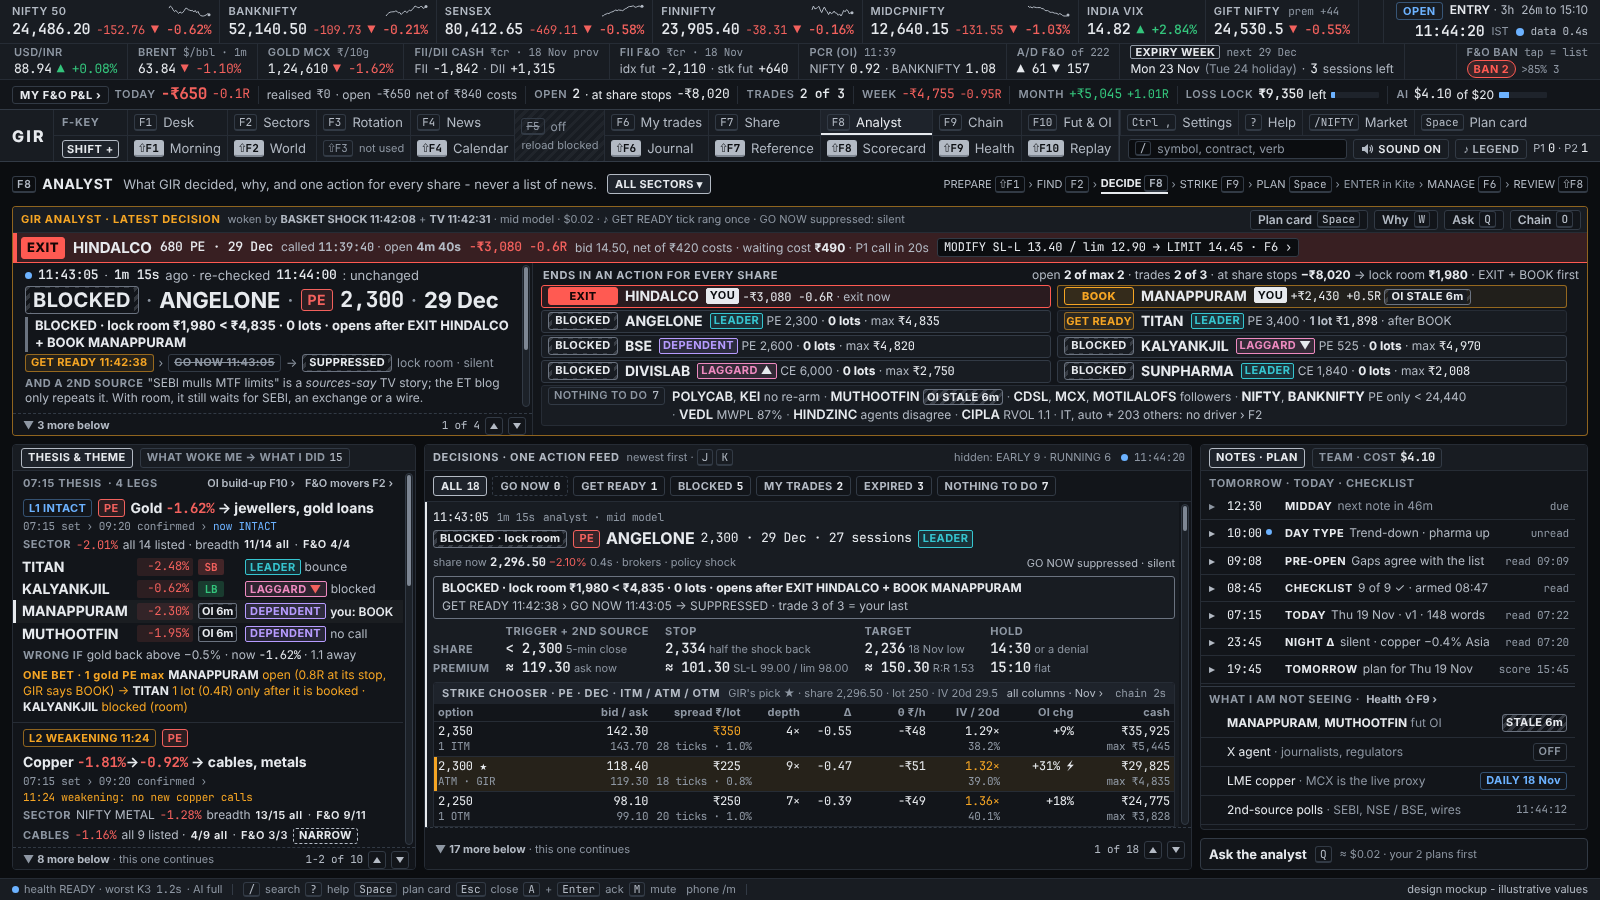 NIFTY 50
24,486.20 -152.76 ▼ -0.62%
BANKNIFTY
52,140.50 -109.73 ▼ -0.21%
SENSEX
80,412.65 -469.11 ▼ -0.58%
FINNIFTY
23,905.40 -38.31 ▼ -0.16%
MIDCPNIFTY
12,640.15 -131.55 ▼ -1.03%
INDIA VIX
14.82 ▲ +2.84%
GIFT NIFTY prem +44
24,530.5 ▼ -0.55%
OPEN ENTRY · 3h 26m to 15:10
11:44:20 IST ● data 0.4s
USD/INR
88.94 ▲ +0.08%
BRENT $/bbl · 1m
63.84 ▼ -1.10%
GOLD MCX ₹/10g
1,24,610 ▼ -1.62%
FII/DII CASH ₹cr · 18 Nov prov
FII -1,842 · DII +1,315
FII F&O ₹cr · 18 Nov
idx fut -2,110 · stk fut +640
PCR (OI) 11:39
NIFTY 0.92 · BANKNIFTY 1.08
A/D F&O of 222
▲ 61 ▼ 157
EXPIRY WEEK next 29 Dec
Mon 23 Nov (Tue 24 holiday) · 3 sessions left
F&O BAN tap = list
BAN 2 >85% 3
MY F&O P&L › TODAY -₹650 -0.1R realised ₹0 · open -₹650 net of ₹840 costs OPEN 2 · at share stops -₹8,020 TRADES 2 of 3 WEEK -₹4,755 -0.95R MONTH +₹5,045 +1.01R LOSS LOCK ₹9,350 left AI $4.10 of $20
GIR
F-KEY F1 Desk F2 Sectors F3 Rotation F4 News F5 off F6 My trades F7 Share F8 Analyst F9 Chain F10 Fut & OI Ctrl , Settings ? Help /NIFTY Market Space Plan card
SHIFT + ⇧F1 Morning ⇧F2 World ⇧F3 not used ⇧F4 Calendar reload blocked ⇧F6 Journal ⇧F7 Reference ⇧F8 Scorecard ⇧F9 Health ⇧F10 Replay / symbol, contract, verb SOUND ON ♪ LEGEND P1 0 · P2 1
F8 ANALYST What GIR decided, why, and one action for every share - never a list of news. ALL SECTORS ▾
PREPARE ⇧F1 › FIND F2 › DECIDE F8 › STRIKE F9 › PLAN Space › ENTER in Kite › MANAGE F6 › REVIEW ⇧F8
GIR ANALYST · LATEST DECISION woken by BASKET SHOCK 11:42:08 + TV 11:42:31 · mid model · $0.02 · ♪ GET READY tick rang once · GO NOW suppressed: silent
Plan card Space Why W Ask Q Chain O
EXIT HINDALCO 680 PE · 29 Dec called 11:39:40 · open 4m 40s -₹3,080 -0.6R bid 14.50, net of ₹420 costs · waiting cost ₹490 · P1 call in 20s MODIFY SL-L 13.40 / lim 12.90 → LIMIT 14.45 · F6 ›
● 11:43:05 · 1m 15s ago · re-checked 11:44:00 : unchanged
BLOCKED · ANGELONE · PE 2,300 · 29 Dec
BLOCKED · lock room ₹1,980 < ₹4,835 · 0 lots · opens after EXIT HINDALCO
+ BOOK MANAPPURAM
GET READY 11:42:38 › GO NOW 11:43:05 → SUPPRESSED lock room · silent
AND A 2ND SOURCE "SEBI mulls MTF limits" is a sources-say TV story; the ET blog
only repeats it. With room, it still waits for SEBI, an exchange or a wire.
▼ 3 more below 1 of 4 ▲ ▼
ENDS IN AN ACTION FOR EVERY SHARE open 2 of max 2 · trades 2 of 3 · at share stops −₹8,020 → lock room ₹1,980 · EXIT + BOOK first
EXIT HINDALCO YOU -₹3,080 -0.6R · exit now
BOOK MANAPPURAM YOU +₹2,430 +0.5R OI STALE 6m
BLOCKED ANGELONE LEADER PE 2,300 · 0 lots · max ₹4,835
GET READY TITAN LEADER PE 3,400 · 1 lot ₹1,898 · after BOOK
BLOCKED BSE DEPENDENT PE 2,600 · 0 lots · max ₹4,820
BLOCKED KALYANKJIL LAGGARD ▼ PE 525 · 0 lots · max ₹4,970
BLOCKED DIVISLAB LAGGARD ▲ CE 6,000 · 0 lots · max ₹2,750
BLOCKED SUNPHARMA LEADER CE 1,840 · 0 lots · max ₹2,008
NOTHING TO DO 7 POLYCAB, KEI no re-arm · MUTHOOTFIN OI STALE 6m · CDSL, MCX, MOTILALOFS followers · NIFTY, BANKNIFTY PE only < 24,440
· VEDL MWPL 87% · HINDZINC agents disagree · CIPLA RVOL 1.1 · IT, auto + 203 others: no driver › F2
THESIS & THEME WHAT WOKE ME → WHAT I DID 15
07:15 THESIS · 4 LEGS OI build-up F10 › F&O movers F2 ›
L1 INTACT PE Gold -1.62% → jewellers, gold loans
07:15 set › 09:20 confirmed › now INTACT
SECTOR -2.01% all 14 listed · breadth 11/14 all · F&O 4/4
TITAN -2.48% SB LEADER bounce
KALYANKJIL -0.62% LB LAGGARD ▼ blocked
MANAPPURAM -2.30% OI 6m DEPENDENT you: BOOK
MUTHOOTFIN -1.95% OI 6m DEPENDENT no call
WRONG IF gold back above −0.5% · now -1.62% · 1.1 away
ONE BET · 1 gold PE max MANAPPURAM open (0.8R at its stop,
GIR says BOOK) → TITAN 1 lot (0.4R) only after it is booked ·
KALYANKJIL blocked (room)
L2 WEAKENING 11:24 PE
Copper -1.81%→-0.92% → cables, metals
07:15 set › 09:20 confirmed ›
11:24 weakening: no new copper calls
SECTOR NIFTY METAL -1.28% breadth 13/15 all · F&O 9/11
CABLES -1.16% all 9 listed · 4/9 all · F&O 3/3 NARROW
▼ 8 more below · this one continues 1-2 of 10 ▲ ▼
DECISIONS · ONE ACTION FEED newest first · J K hidden: EARLY 9 · RUNNING 6 ● 11:44:20
ALL 18 GO NOW 0 GET READY 1 BLOCKED 5 MY TRADES 2 EXPIRED 3 NOTHING TO DO 7
11:43:05 1m 15s analyst · mid model
BLOCKED · lock room PE ANGELONE 2,300 · 29 Dec · 27 sessions LEADER
share now 2,296.50 −2.10% 0.4s · brokers · policy shock GO NOW suppressed · silent
BLOCKED · lock room ₹1,980 < ₹4,835 · 0 lots · opens after EXIT HINDALCO + BOOK MANAPPURAM
GET READY 11:42:38 › GO NOW 11:43:05 → SUPPRESSED · trade 3 of 3 = your last
TRIGGER + 2ND SOURCE STOP TARGET HOLD
SHARE < 2,300 5-min close 2,334 half the shock back 2,236 18 Nov low 14:30 or a denial
PREMIUM ≈ 119.30 ask now ≈ 101.30 SL-L 99.00 / lim 98.00 ≈ 150.30 R:R 1.53 15:10 flat
STRIKE CHOOSER · PE · DEC · ITM / ATM / OTM GIR's pick ★ · share 2,296.50 · lot 250 · IV 20d 29.5 all columns · Nov › chain 2s
option bid / ask spread ₹/lot depth Δ θ ₹/h IV / 20d OI chg cash
2,350 142.30 ₹350 4× -0.55 -₹48 1.29× +9% ₹35,925
1 ITM 143.70 28 ticks · 1.0% 38.2% max ₹5,445
2,300 ★ 118.40 ₹225 9× -0.47 -₹51 1.32× +31% ⚡ ₹29,825
ATM · GIR 119.30 18 ticks · 0.8% 39.0% max ₹4,835
2,250 98.10 ₹250 7× -0.39 -₹49 1.36× +18% ₹24,775
1 OTM 99.10 20 ticks · 1.0% 40.1% max ₹3,828
▼ 17 more below · this one continues 1 of 18 ▲ ▼
NOTES · PLAN TEAM · COST $4.10
TOMORROW · TODAY · CHECKLIST
▸ 12:30 MIDDAY next note in 46m due
▸ 10:00 ● DAY TYPE Trend-down · pharma up unread
▸ 09:08 PRE-OPEN Gaps agree with the list read 09:09
▸ 08:45 CHECKLIST 9 of 9 ✓ · armed 08:47 read
▸ 07:15 TODAY Thu 19 Nov · v1 · 148 words read 07:22
▸ 23:45 NIGHT Δ silent · copper −0.4% Asia read 07:20
▸ 19:45 TOMORROW plan for Thu 19 Nov score 15:45
WHAT I AM NOT SEEING · Health ⇧F9 ›
MANAPPURAM, MUTHOOTFIN fut OI STALE 6m
X agent · journalists, regulators OFF
LME copper · MCX is the live proxy DAILY 18 Nov
2nd-source polls · SEBI, NSE / BSE, wires 11:44:12
Ask the analyst Q ≈ $0.02 · your 2 plans first
● health READY · worst K3 1.2s · AI full / search ? help Space plan card Esc close A + Enter ack M mute phone /m
design mockup - illustrative values